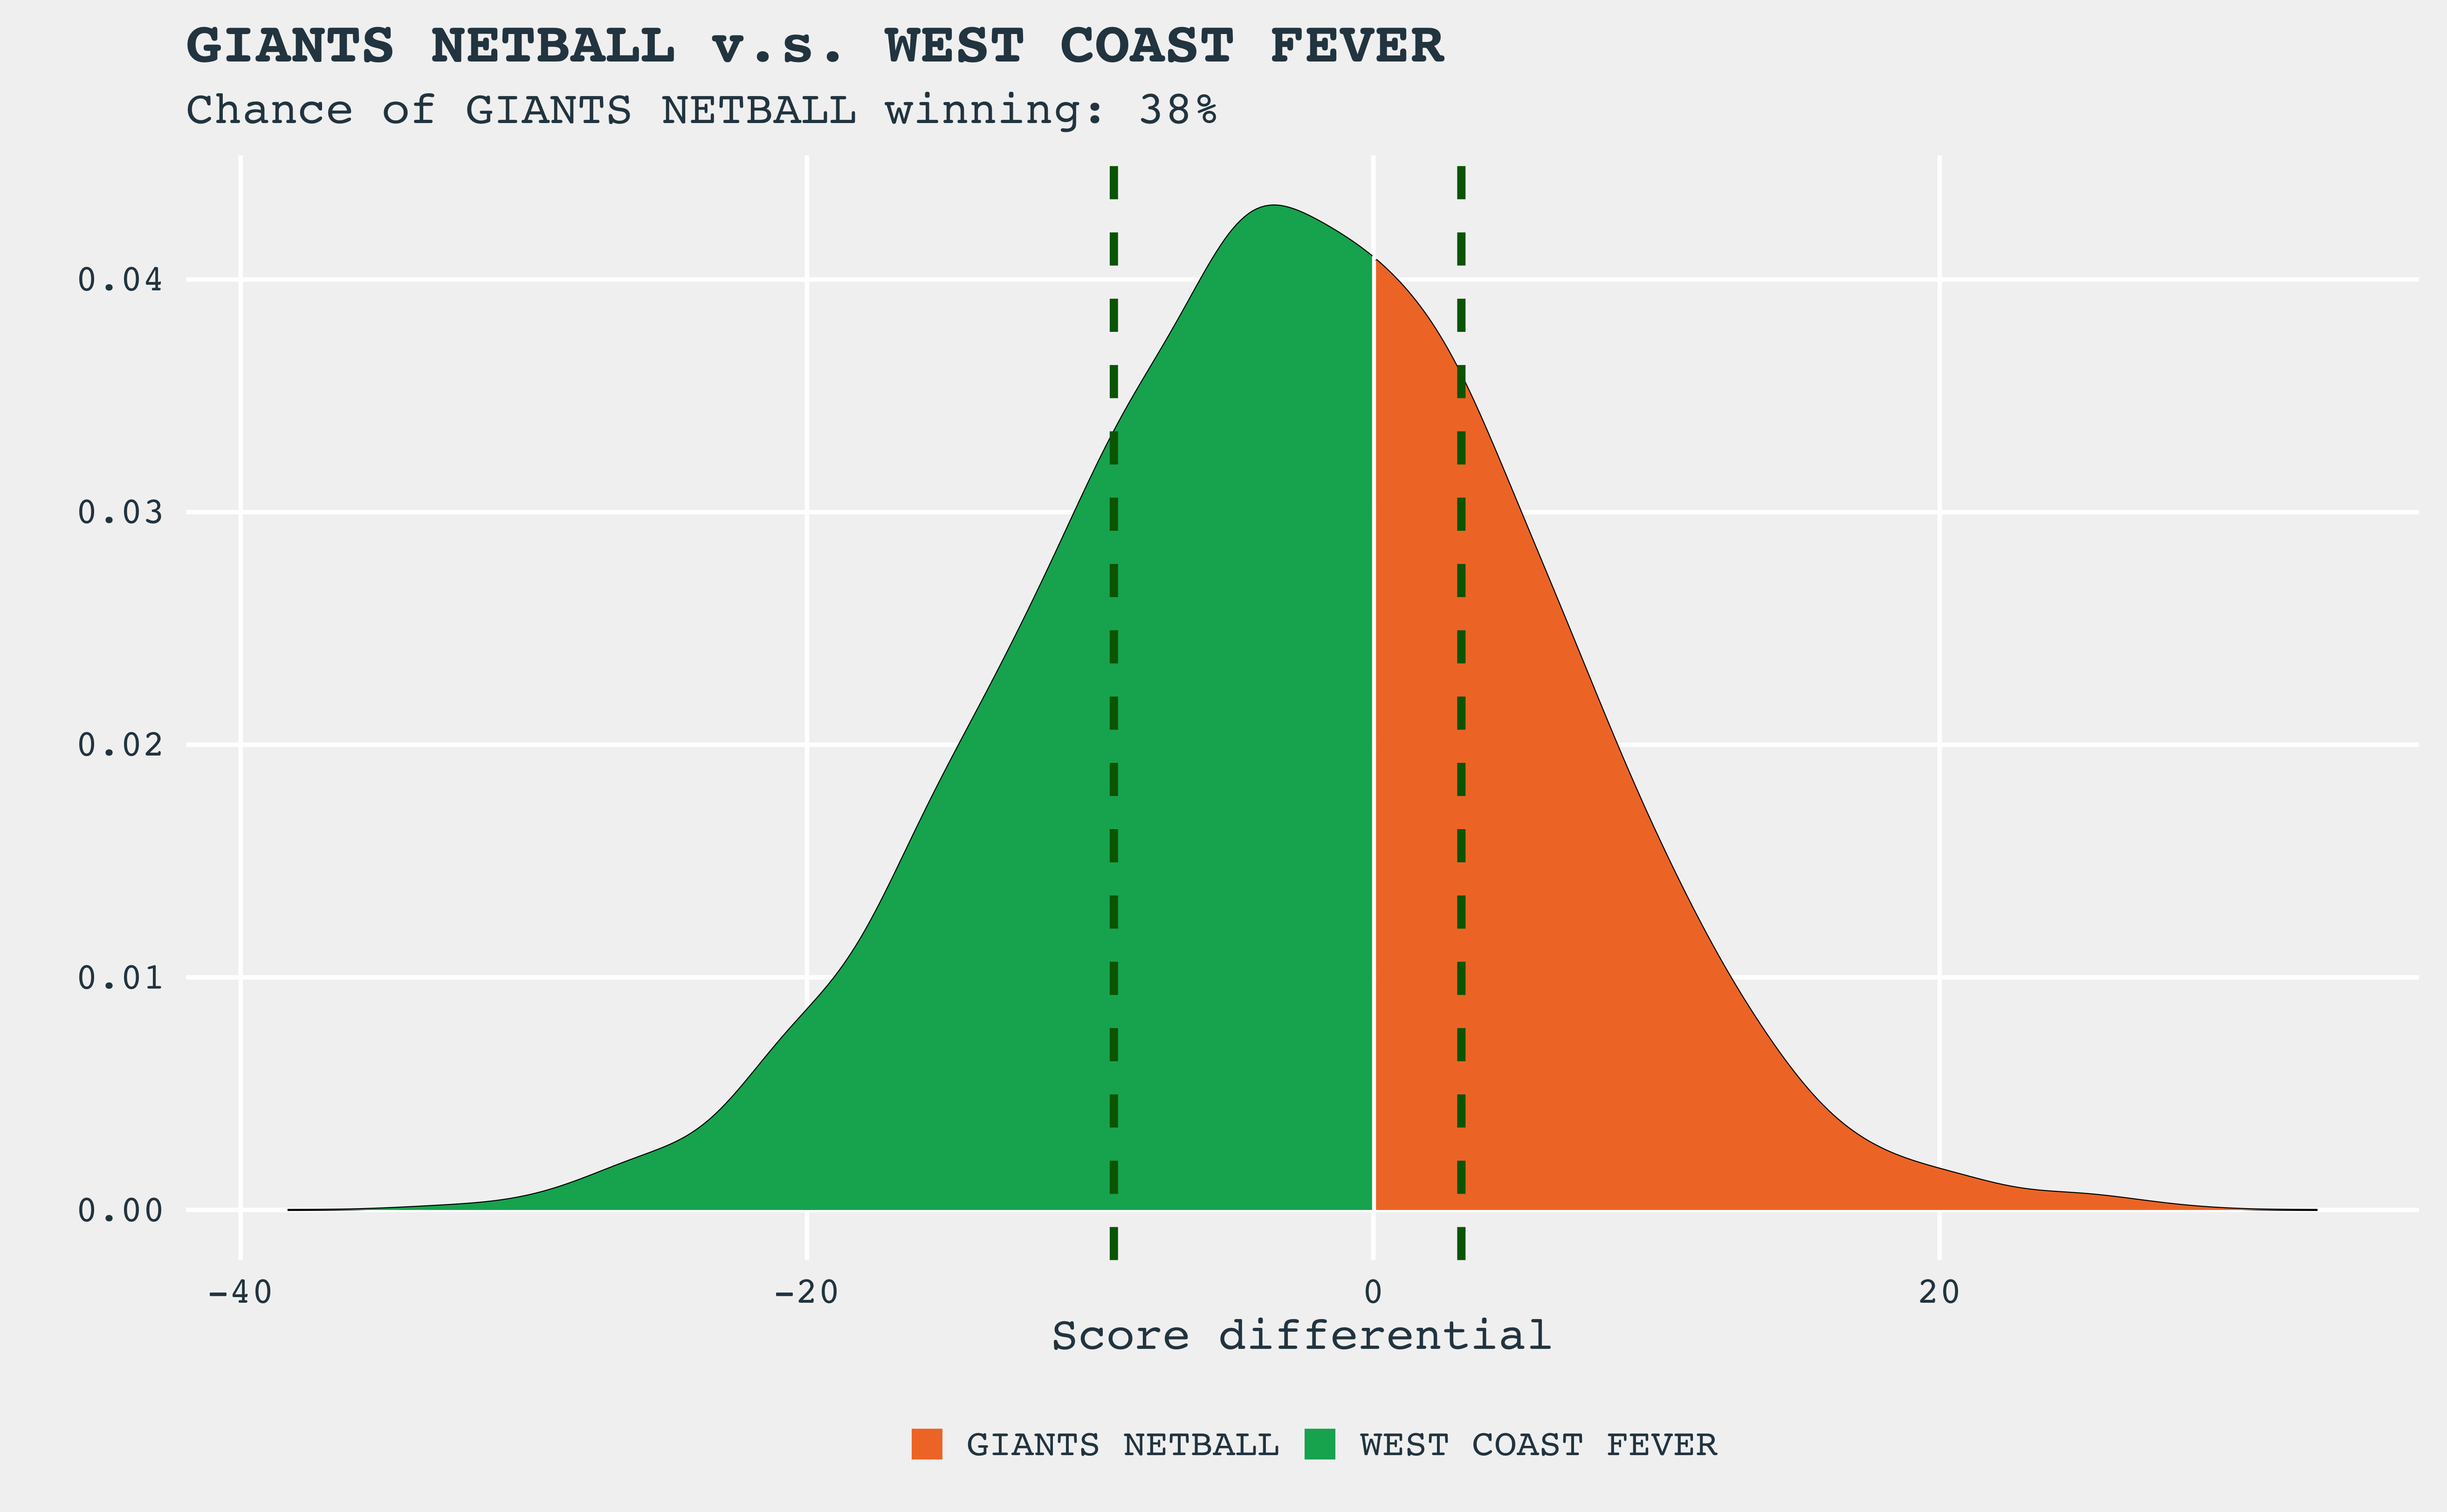 GIANTS NETBALL v.s. WEST COAST FEVER
Chance of GIANTS NETBALL winning: 38%
0.04
0.03
0.02
0.01
0.00
-40 -20 0 20
Score differential
GIANTS NETBALL WEST COAST FEVER